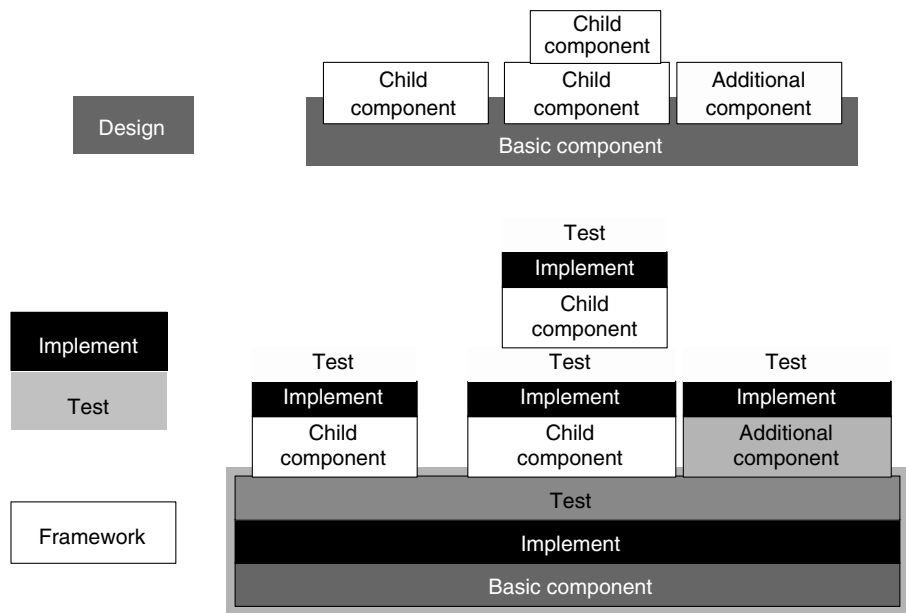 Child
component
Child
component
Child
component
Additional
component
Design
Basic component
Test
Implement
Child
component
Implement
Test
Test
Implement
Child
component
Test
Implement
Child
component
Test
Implement
Additional
component
Framework
Test
Implement
Basic component